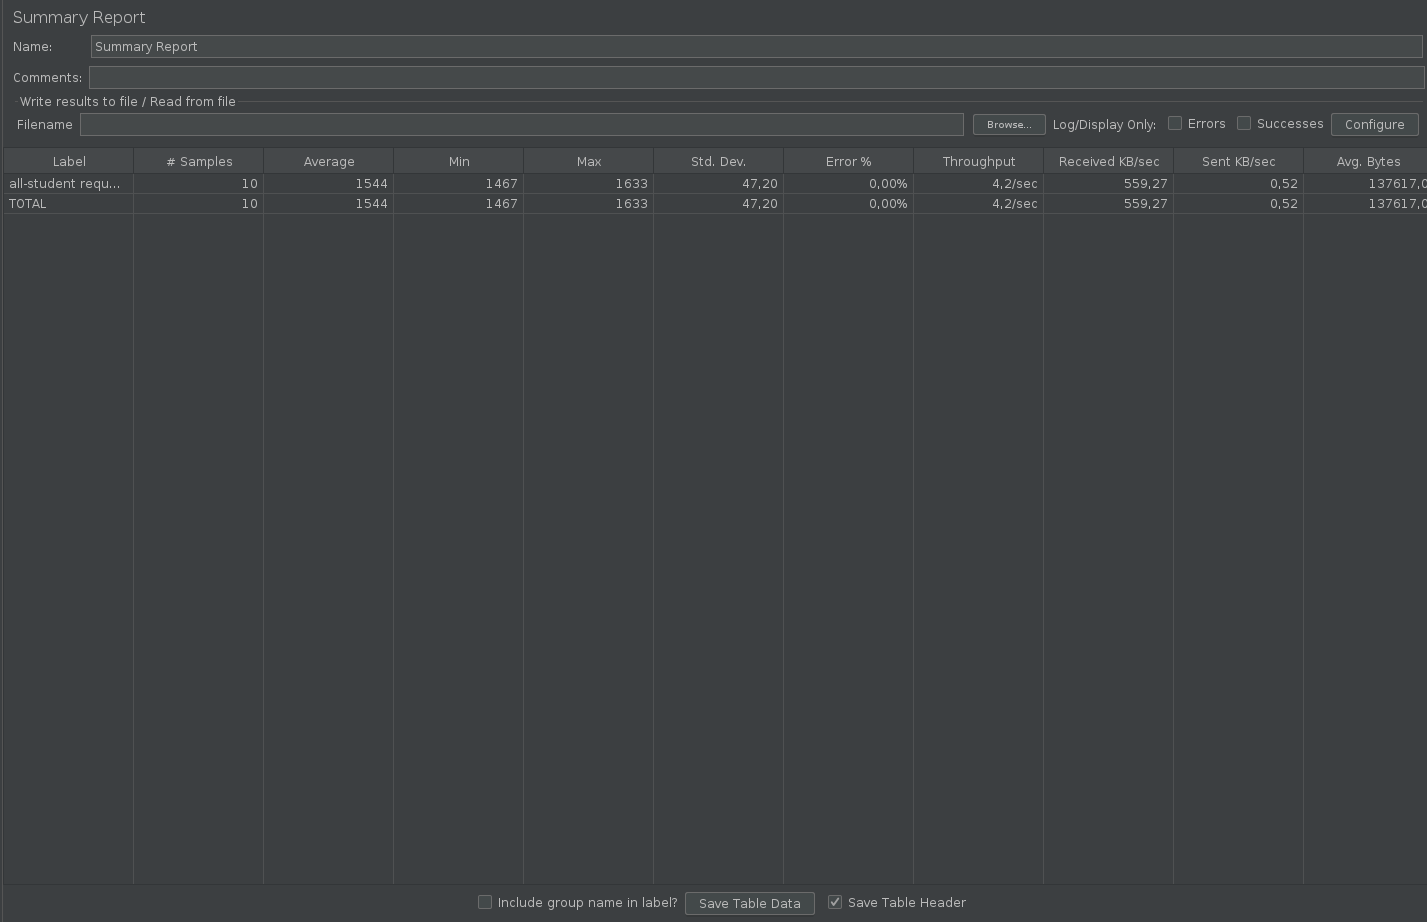 Summary Report
Name: Summary Report
Comments:
Write results to file / Read from file
Filename Browse... Log/Display Only: Errors Successes Configure
Label # Samples Average Min Max Std. Dev. Error % Throughput Received KB/sec Sent KB/sec Avg. Bytes
all-student requ... 10 1544 1467 1633 47,20 0,00% 4,2/sec 559,27 0,52 137617,0
TOTAL 10 1544 1467 1633 47,20 0,00% 4,2/sec 559,27 0,52 137617,0
Include group name in label? Save Table Data Save Table Header